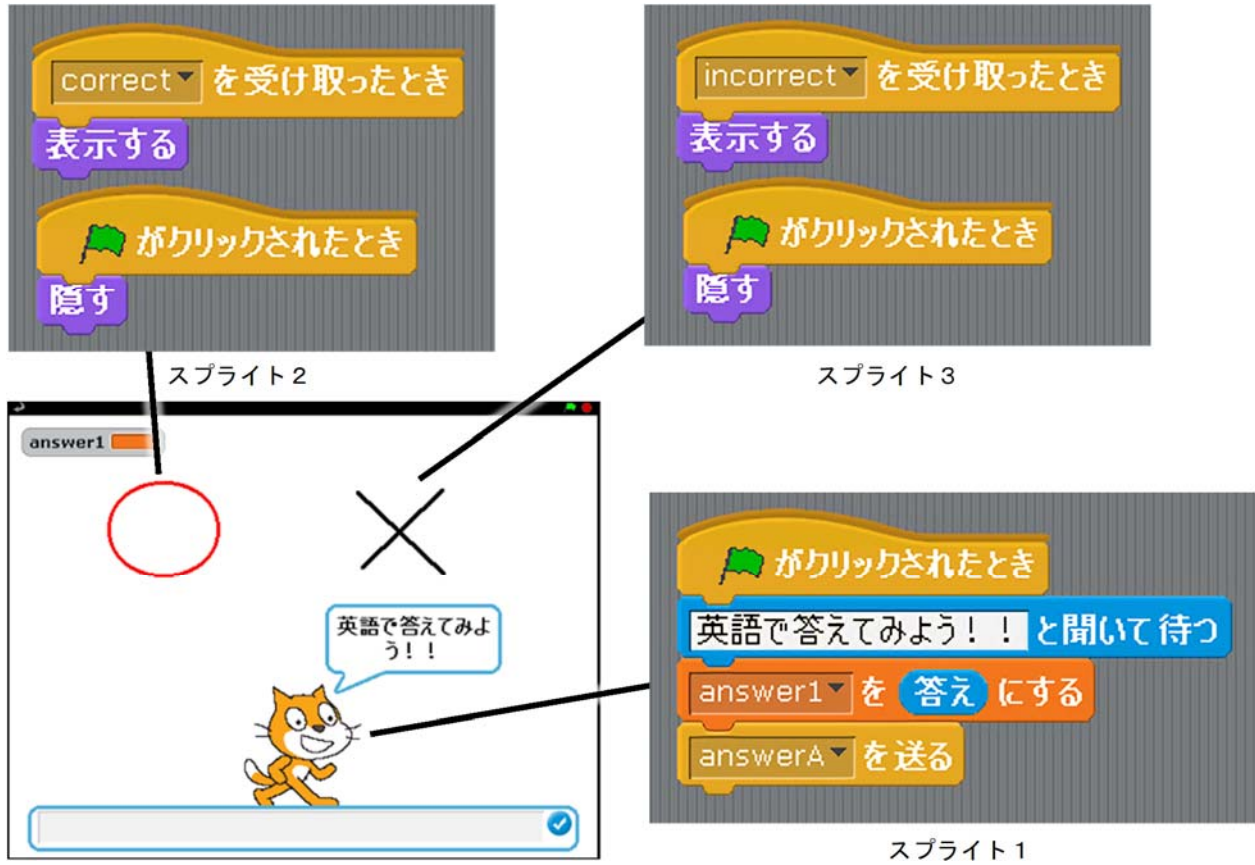 correct を受け取ったとき
表示する
がクリックされたとき
隠す
スプライト2
incorrect を受け取ったとき
表示する
がクリックされたとき
隠す
スプライト3
answer1
英語で答えてみよ
う！！
がクリックされたとき
英語で答えてみよう！！ と聞いて待つ
answer1 を 答え にする
answerA を送る
スプライト1